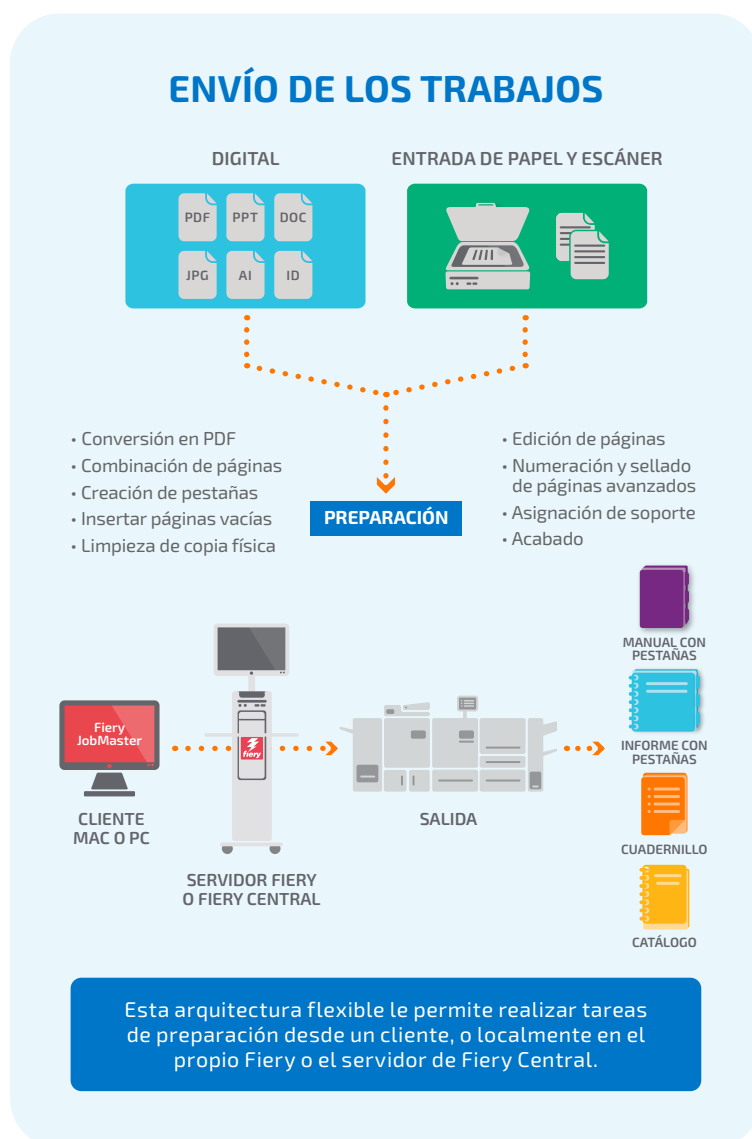 ENVÍO DE LOS TRABAJOS
DIGITAL
ENTRADA DE PAPEL Y ESCÁNER
PDF
PPT
DOC
JPG
AI
ID
• Conversión en PDF
• Combinación de páginas
• Creación de pestañas
• Insertar páginas vacías
• Limpieza de copia física
PREPARACIÓN
• Edición de páginas
• Numeración y sellado
de páginas avanzados
• Asignación de soporte
• Acabado
Fiery
JobMaster
CLIENTE
MAC O PC
fiery
SERVIDOR FIERY
O FIERY CENTRAL
SALIDA
MANUAL CON
PESTAÑAS
INFORME CON
PESTAÑAS
CUADERNILLO
CATÁLOGO
Esta arquitectura flexible le permite realizar tareas
de preparación desde un cliente, o localmente en el
propio Fiery o el servidor de Fiery Central.